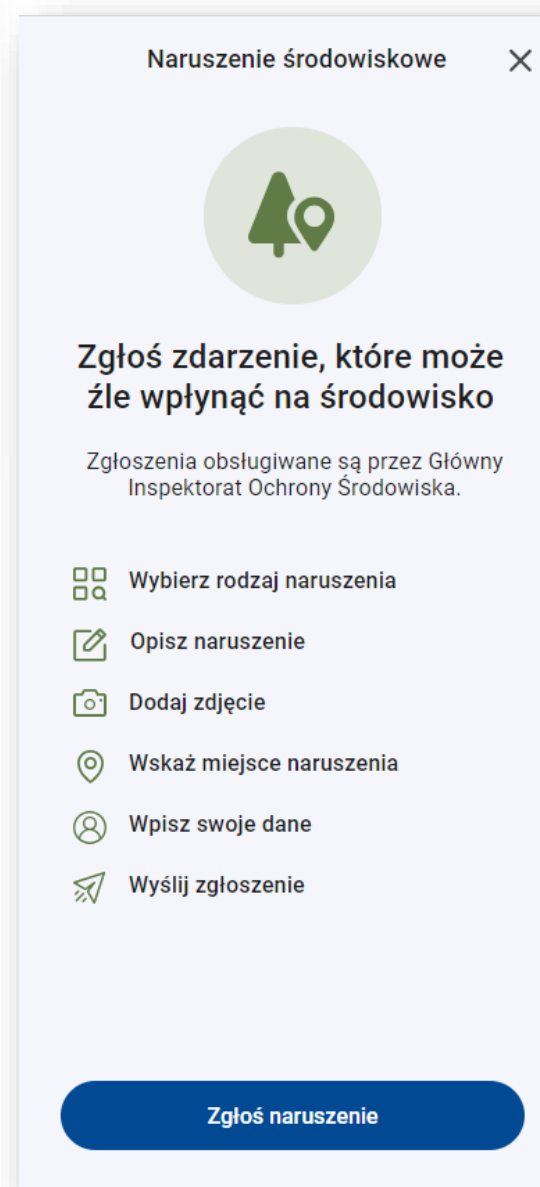 Naruszenie środowiskowe
Zgłoś zdarzenie, które może
źle wpłynąć na środowisko
Zgłoszenia obsługiwane są przez Główny
Inspektorat Ochrony Środowiska.
Wybierz rodzaj naruszenia
Opisz naruszenie
Dodaj zdjęcie
Wskaż miejsce naruszenia
Wpisz swoje dane
Wyślij zgłoszenie
Zgłoś naruszenie